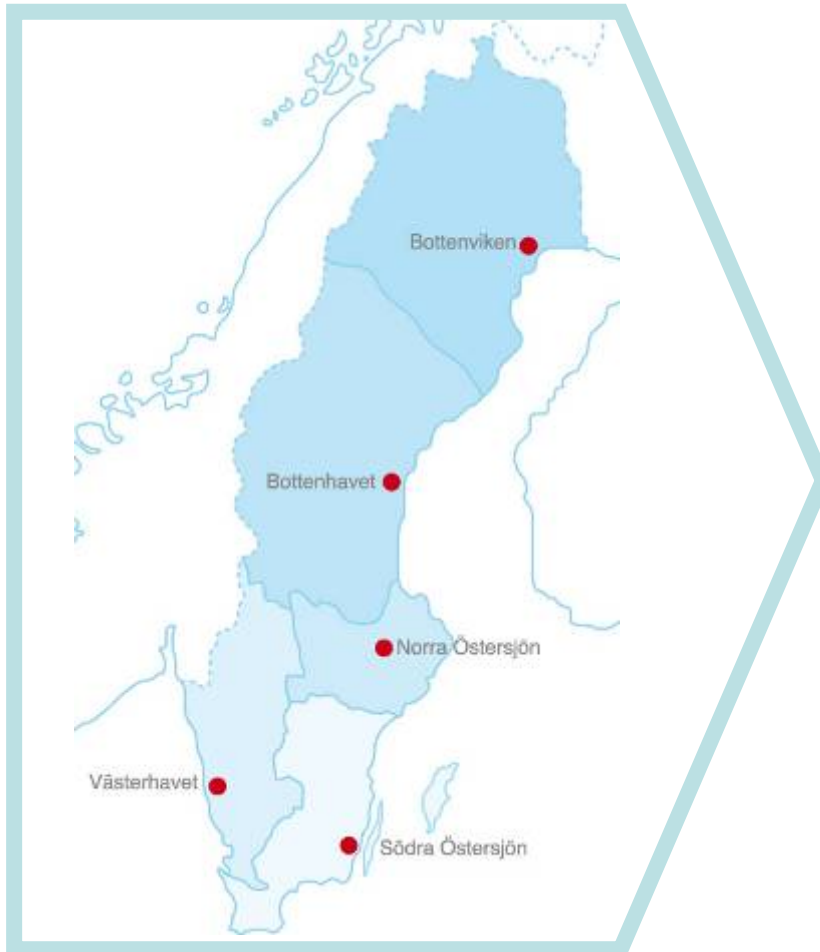 Bottenviken
Bottenhavet
Norra Östersjön
Västerhavet
Södra Östersjön